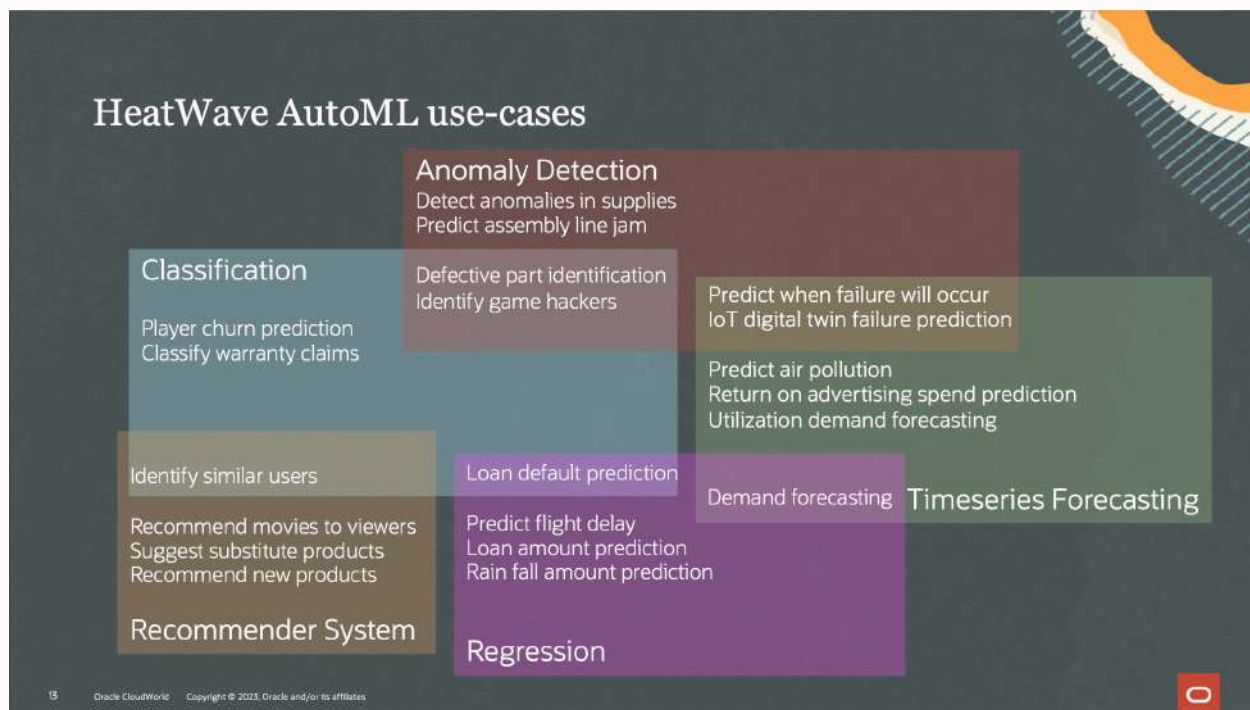 HeatWave AutoML use-cases
Anomaly Detection
Detect anomalies in supplies
Predict assembly line jam
Defective part identification
Identify game hackers
Classification
Player churn prediction
Classify warranty claims
Predict when failure will occur
IoT digital twin failure prediction
Predict air pollution
Return on advertising spend prediction
Utilization demand forecasting
Identify similar users
Recommend movies to viewers
Suggest substitute products
Recommend new products
Recommender System
Loan default prediction
Predict flight delay
Loan amount prediction
Rain fall amount prediction
Regression
Demand forecasting
Timeseries Forecasting
13
Oracle CloudWorld
Copyright © 2023, Oracle and/or its affiliates